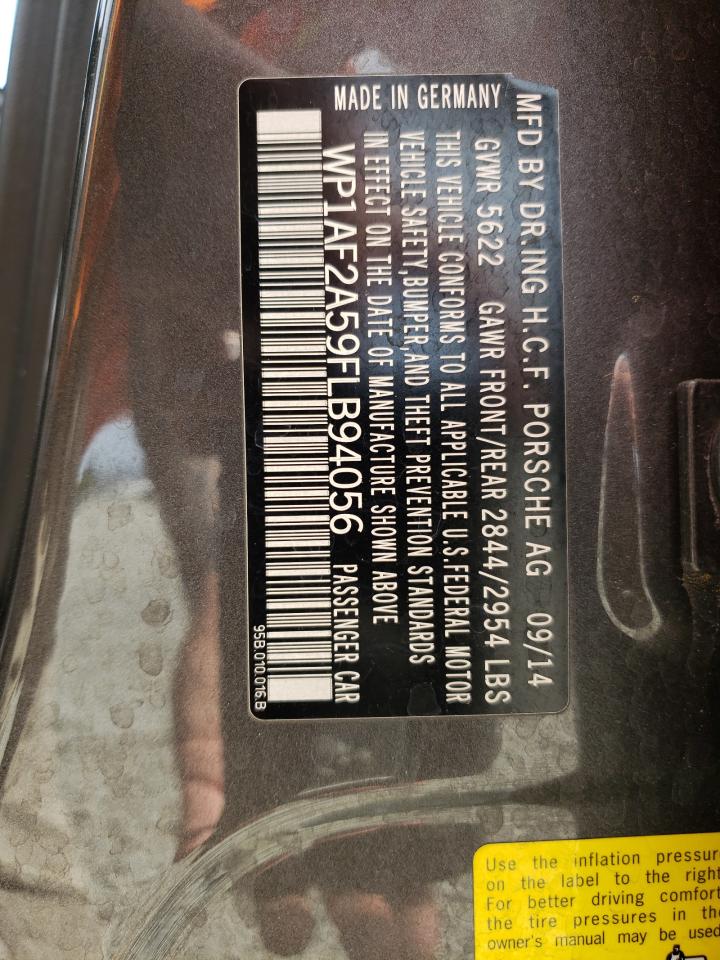 MFD BY DR.ING H.C.F. PORSCHE AG 09/14
GVWR 5622 GAWR FRONT/REAR 2844/2954 LBS
THIS VEHICLE CONFORMS TO ALL APPLICABLE U.S FEDERAL MOTOR
VEHICLE SAFETY,BUMPER,AND THEFT PREVENTION STANDARDS
IN EFFECT ON THE DATE OF MANUFACTURE SHOWN ABOVE
MADE IN GERMANY
WP1AF2A59FLB94056 PASSENGER CAR
95B.010.016.B
Use the inflation pressure
on the label to the right
For better driving comfort
the tire pressures in the
owner's manual may be used